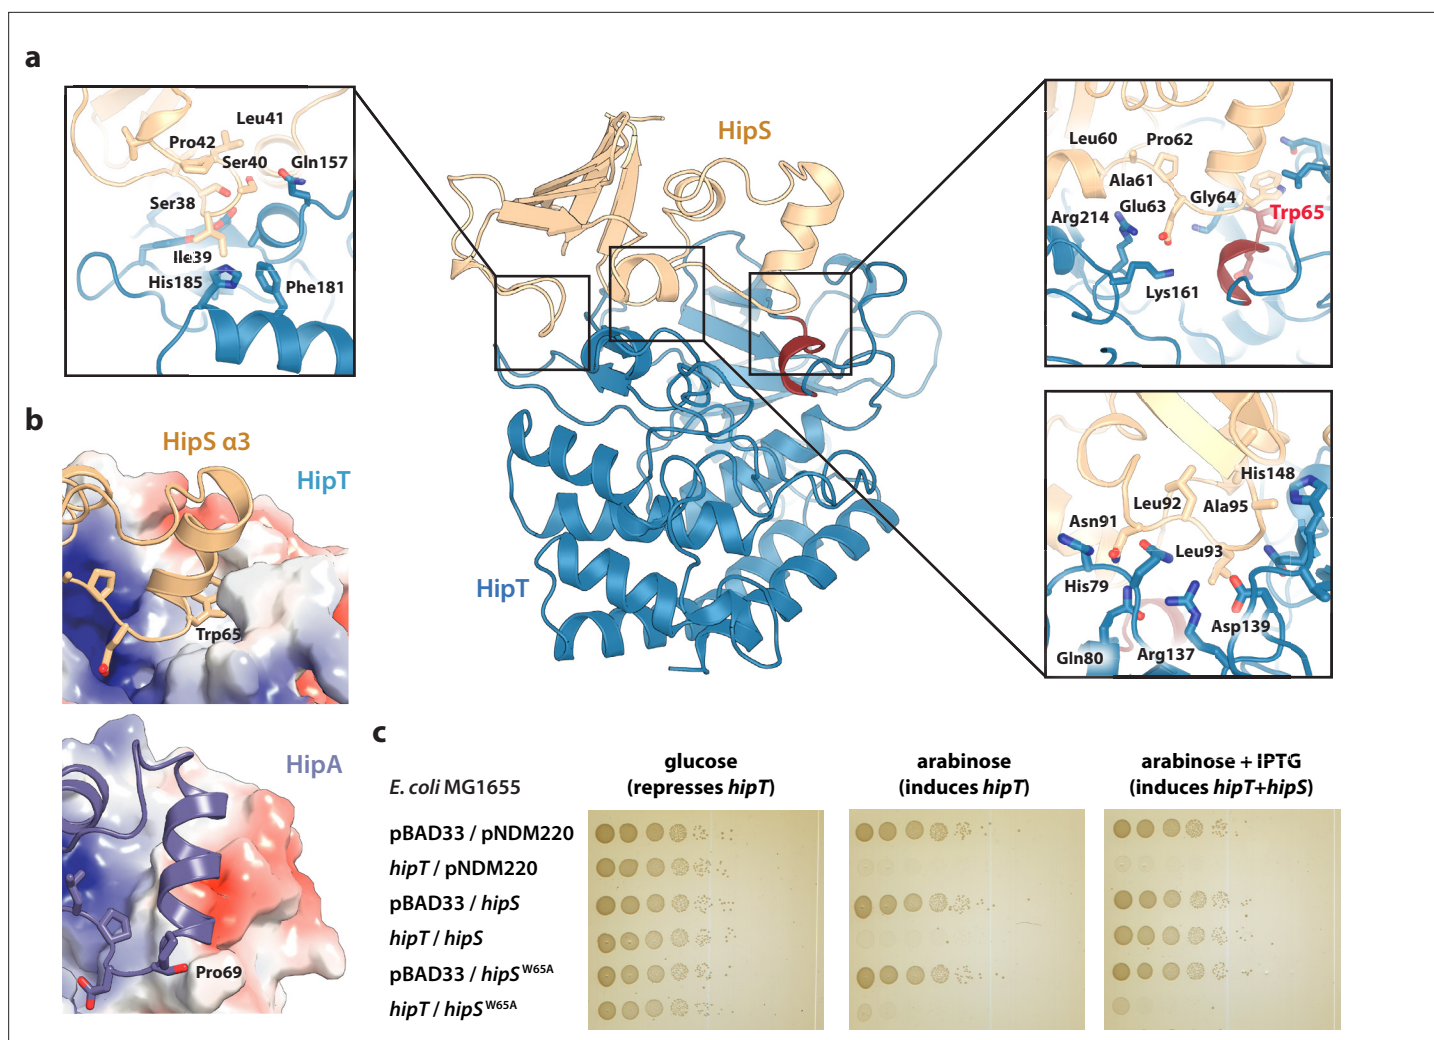 a
HipS
HipT
Leu41
Pro42
Ser40
Gln157
Ser38
Ile39
His185
Phe181
Leu60
Pro62
Ala61
Glu63
Gly64
Arg214
Trp65
Lys161
His148
Leu92
Ala95
Asn91
Leu93
His79
Asp139
Gln80
Arg137
b
HipS α3
HipT
Trp65
HipA
Pro69
c
E. coli MG1655
glucose
(represses hipT)
arabinose
(induces hipT)
arabinose + IPTG
(induces hipT+hipS)
pBAD33 / pNDM220
hipT / pNDM220
pBAD33 / hipS
hipT / hipS
pBAD33 / hipS W65A
hipT / hipS W65A